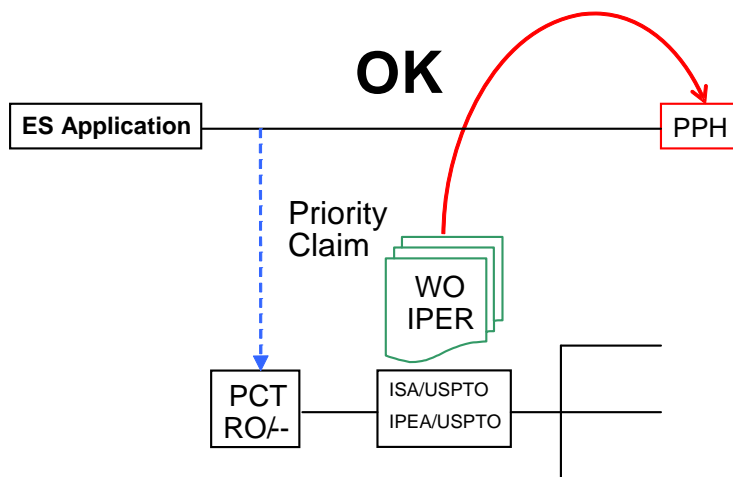 OK
ES Application
PPH
Priority
Claim
WO
IPER
PCT
RO/--
ISA/USPTO
IPEA/USPTO